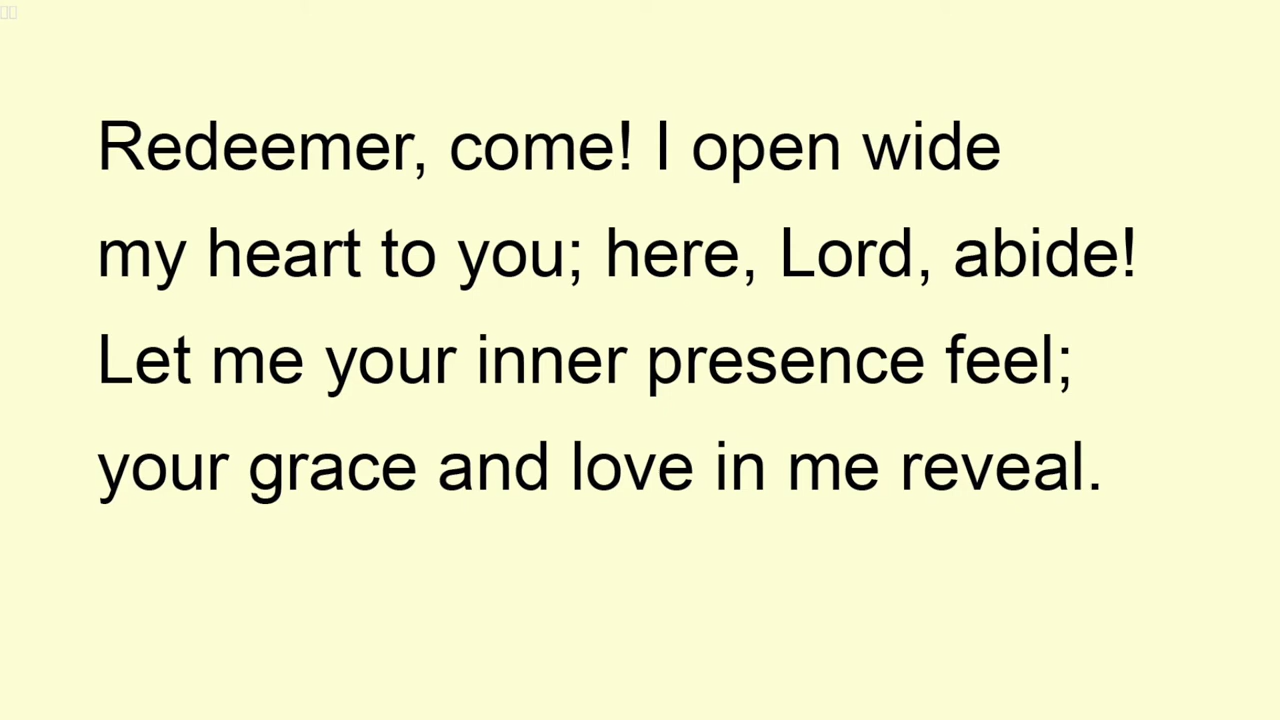 Redeemer, come! I open wide
my heart to you; here, Lord, abide!
Let me your inner presence feel;
your grace and love in me reveal.